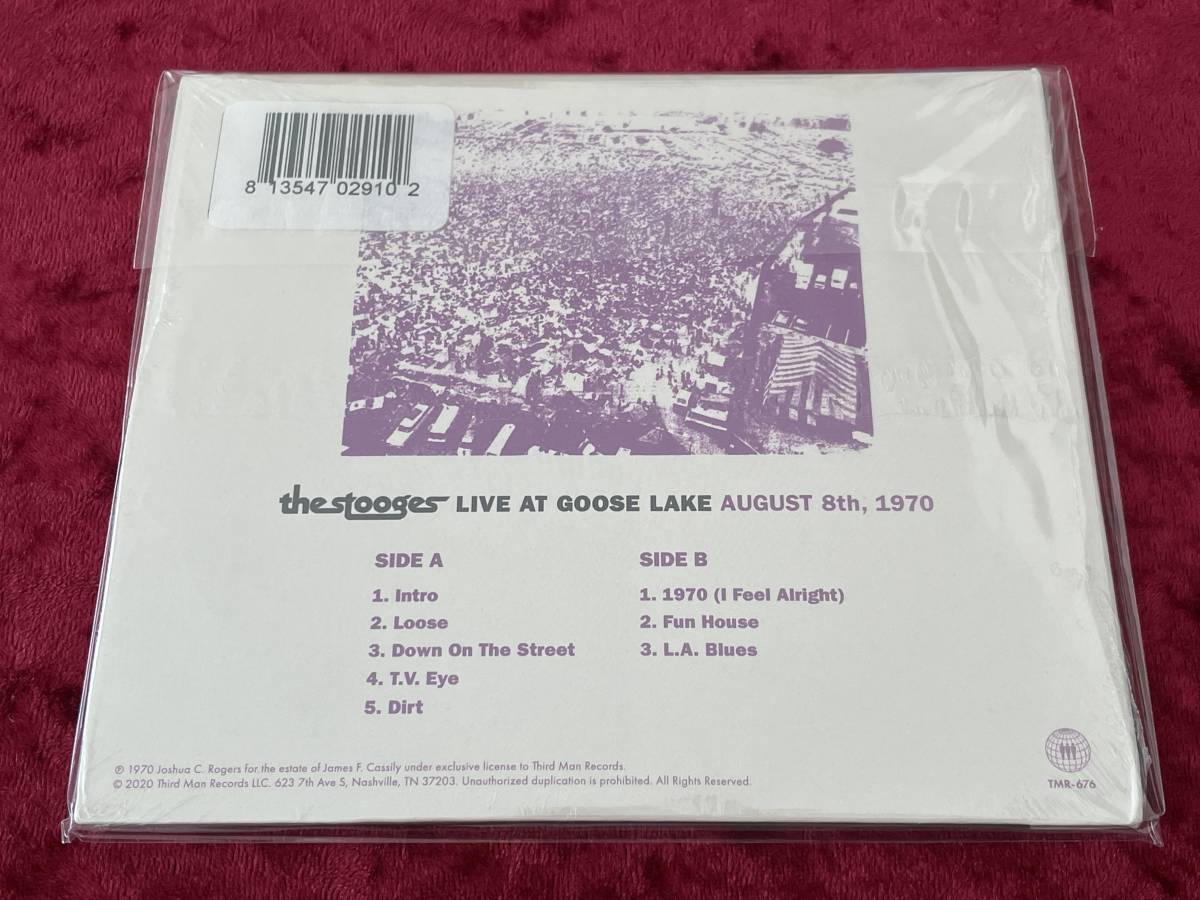 8 13547 02910 2
the stooges LIVE AT GOOSE LAKE AUGUST 8th, 1970
SIDE A
1. Intro
2. Loose
3. Down On The Street
4. T.V. Eye
5. Dirt
SIDE B
1. 1970 (I Feel Alright)
2. Fun House
3. L.A. Blues
℗ 1970 Joshua C. Rogers for the estate of James F. Cassily under exclusive license to Third Man Records.
© 2020 Third Man Records LLC. 623 7th Ave S, Nashville, TN 37203. Unauthorized duplication is prohibited. All Rights Reserved.
TMR-676